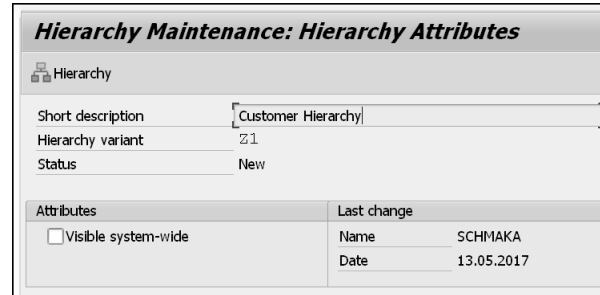 Hierarchy Maintenance: Hierarchy Attributes
Hierarchy
Short description Customer Hierarchy
Hierarchy variant Z1
Status New
Attributes Last change
Visible system-wide Name SCHMAKA
Date 13.05.2017